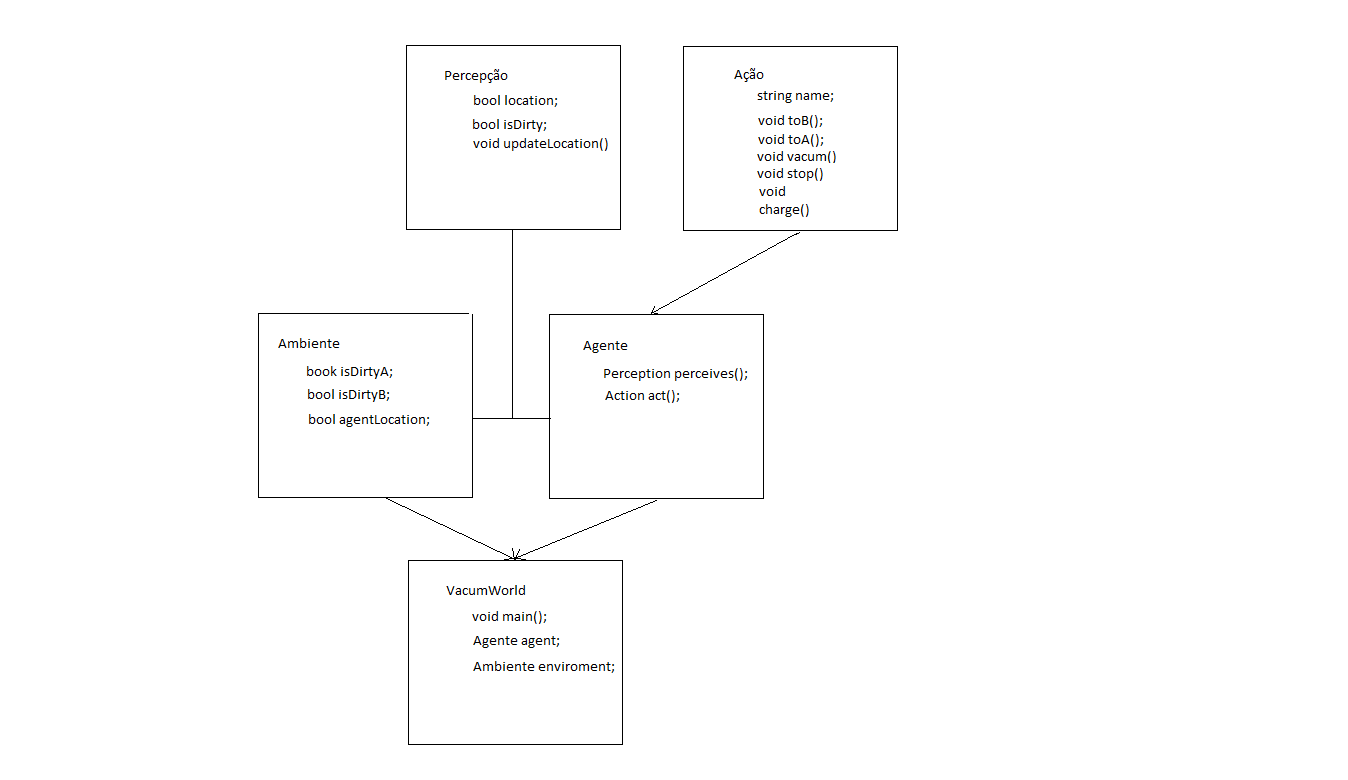 Percepção
bool location;
bool isDirty;
void updateLocation()
Ação
string name;
void toB();
void toA();
void vacum()
void stop()
void
charge()
Ambiente
book isDirtyA;
bool isDirtyB;
bool agentLocation;
Agente
Perception perceives();
Action act();
VacumWorld
void main();
Agente agent;
Ambiente enviroment;